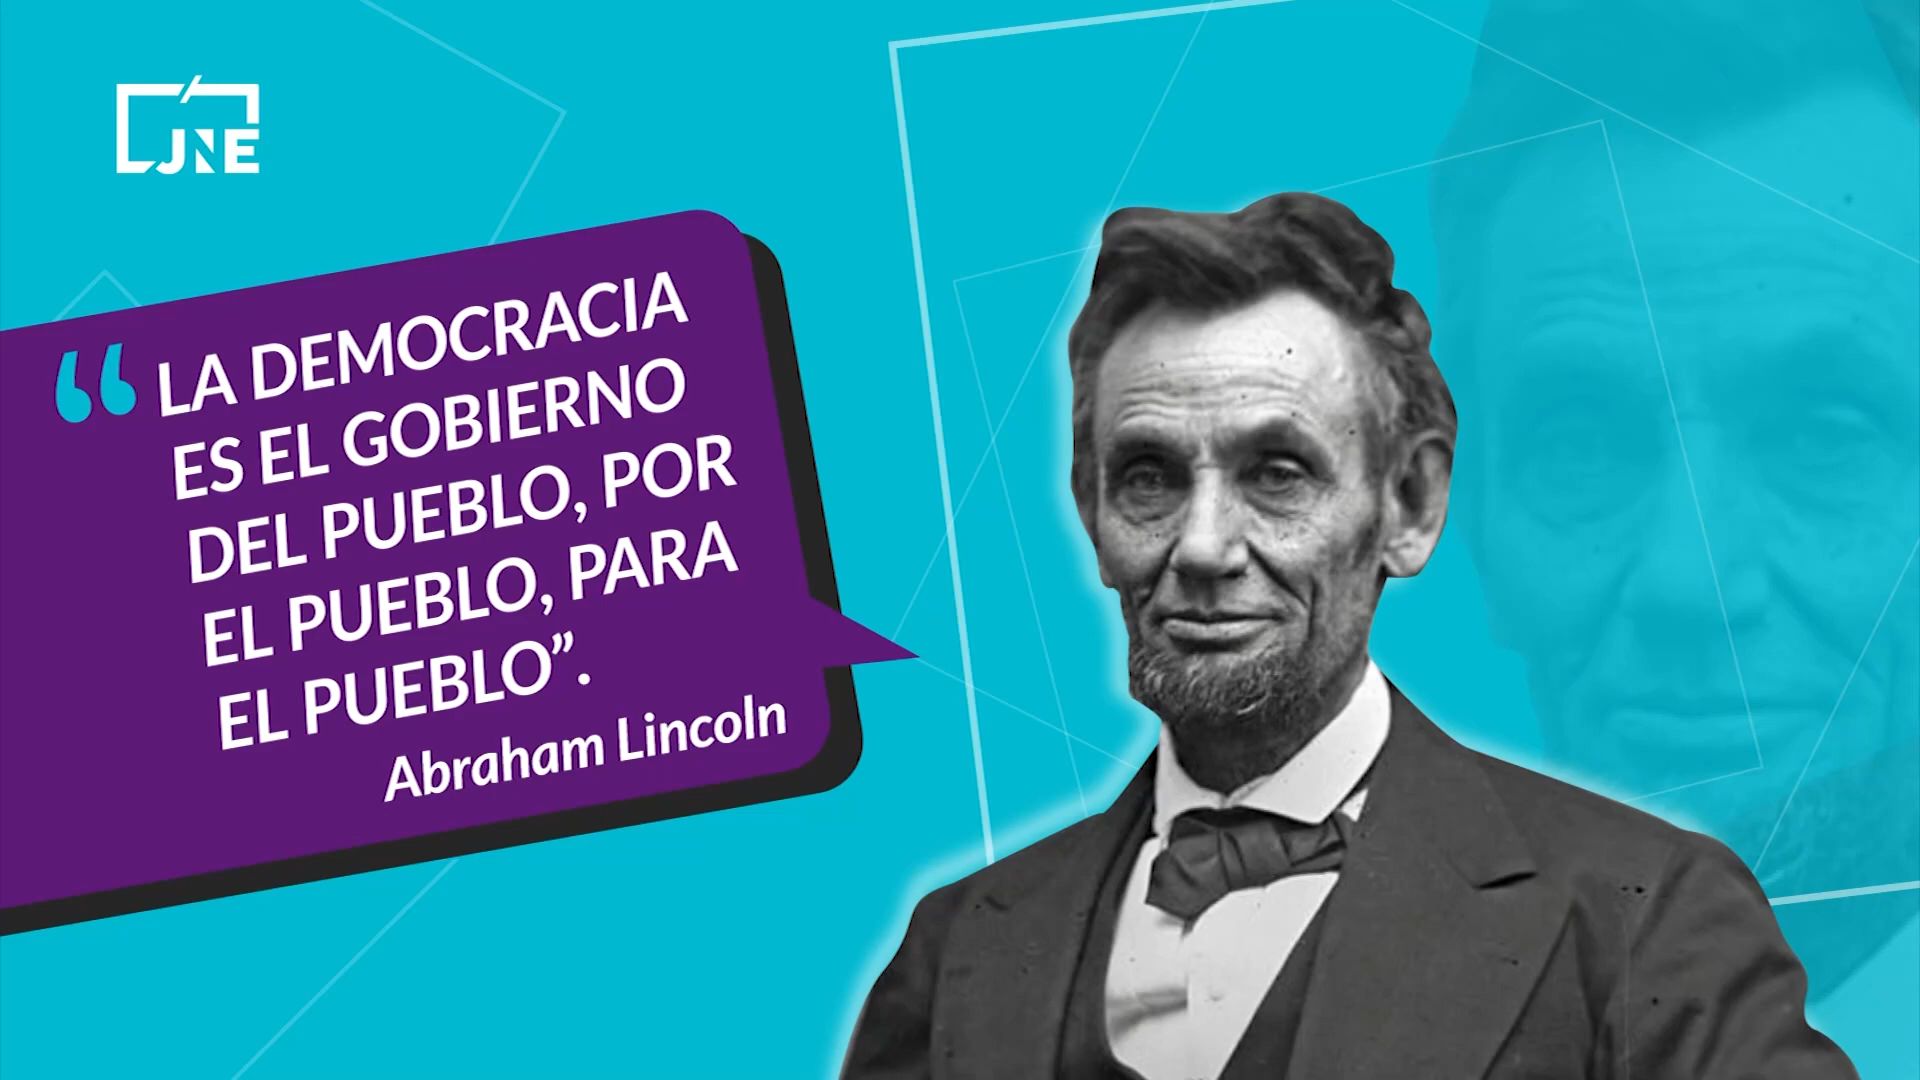 JNE
“LA DEMOCRACIA
ES EL GOBIERNO
DEL PUEBLO, POR
EL PUEBLO, PARA
EL PUEBLO”.
Abraham Lincoln